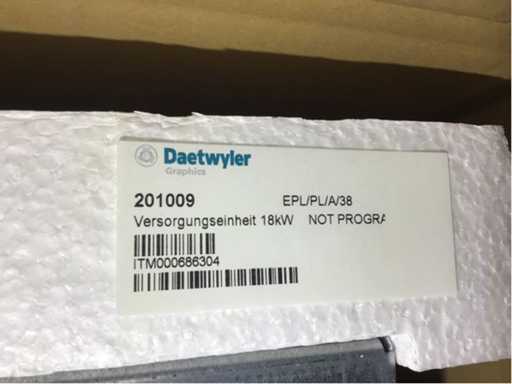 Daetwyler
Graphics
201009 EPL/PL/A/38
Versorgungseinheit 18kW NOT PROGRA
ITM000686304